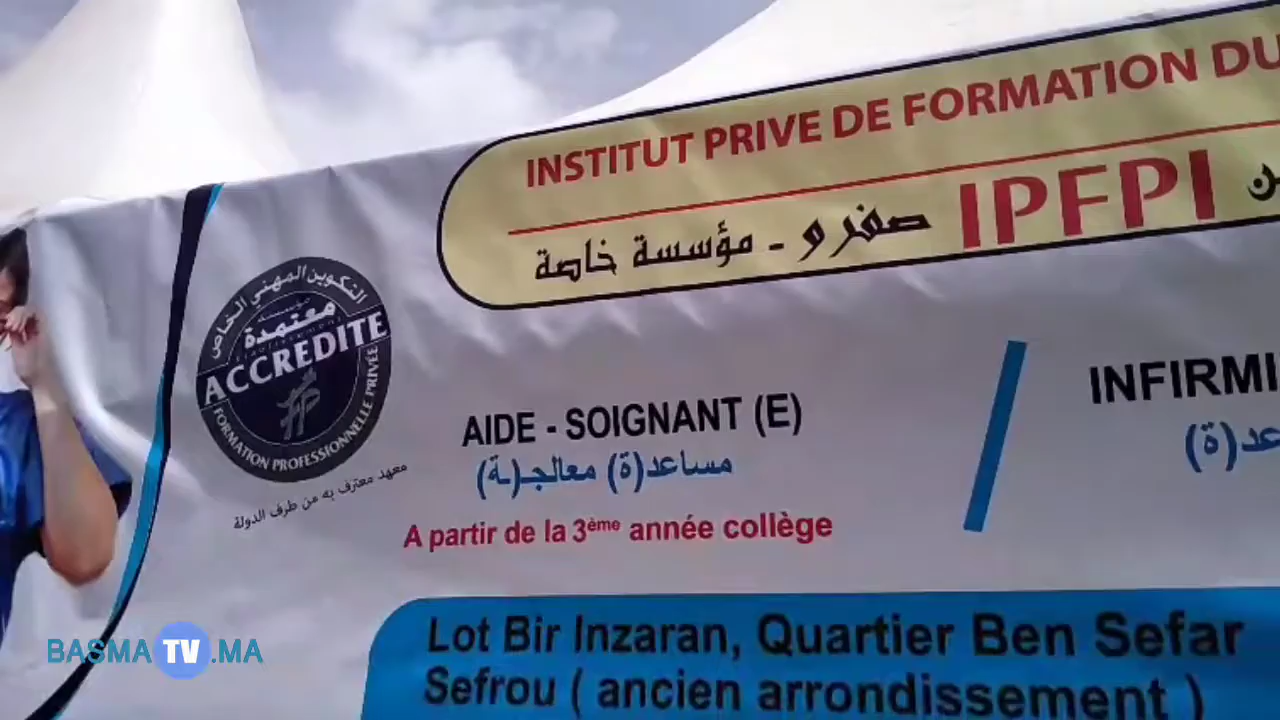 INSTITUT PRIVE DE FORMATION DU
صفرو - مؤسسة خاصة IPFPI
التكوين المهني الخاص
مؤسسة
معتمدة
ACCREDITE
FORMATION PROFESSIONNELLE PRIVÉE
معهد معترف به من طرف الدولة
AIDE - SOIGNANT (E)
مساعد(ة) معالجـ(ـة)
A partir de la 3ème année collège
INFIRMI
Lot Bir Inzaran, Quartier Ben Sefar
Sefrou ( ancien arrondissement )
BASMA TV .MA